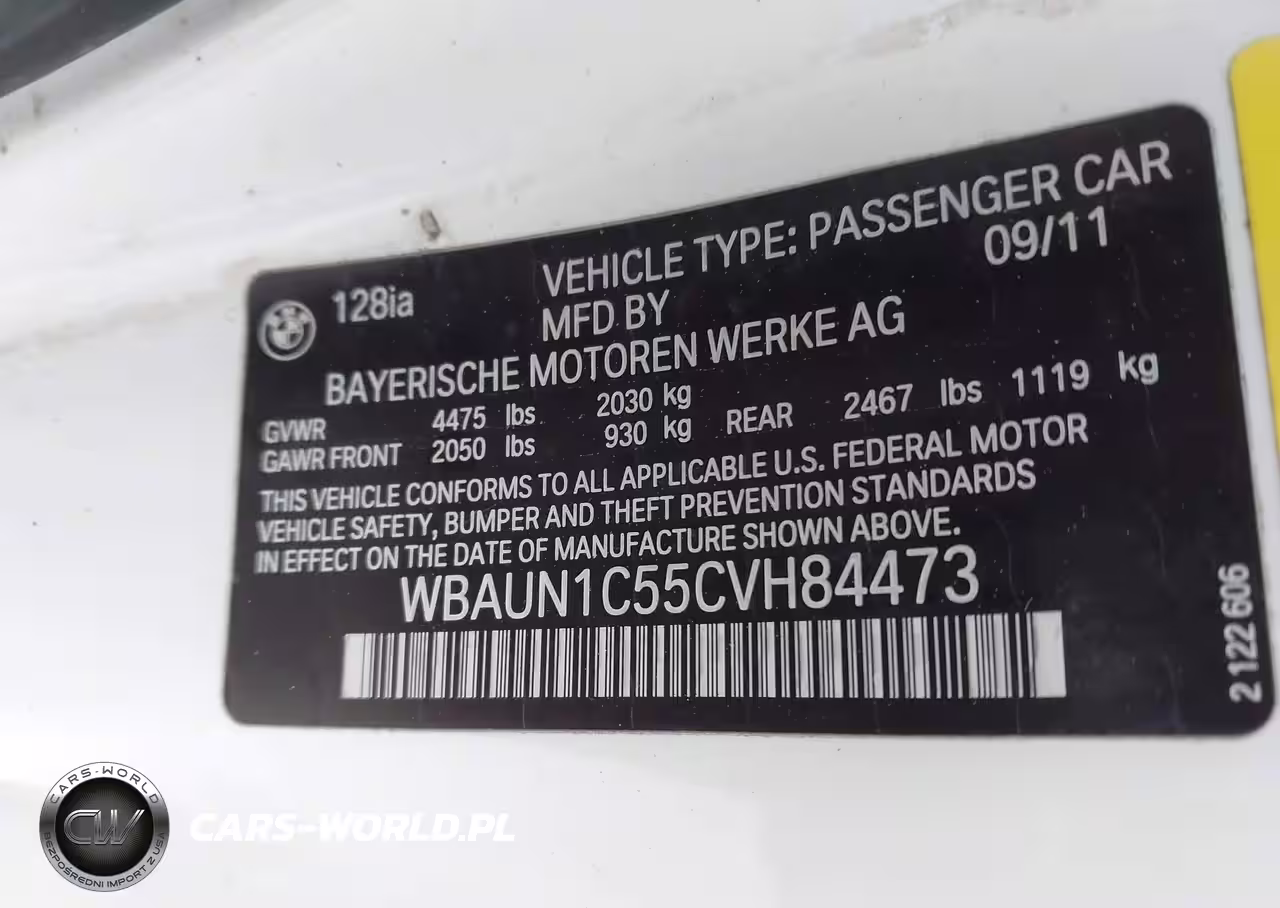 128ia
VEHICLE TYPE: PASSENGER CAR
MFD BY 09/11
BAYERISCHE MOTOREN WERKE AG
GVWR 4475 lbs 2030 kg
GAWR FRONT 2050 lbs 930 kg REAR 2467 lbs 1119 kg
THIS VEHICLE CONFORMS TO ALL APPLICABLE U.S. FEDERAL MOTOR
VEHICLE SAFETY, BUMPER AND THEFT PREVENTION STANDARDS
IN EFFECT ON THE DATE OF MANUFACTURE SHOWN ABOVE.
WBAUN1C55CVH84473
2 122 606
CARS-WORLD
CW
BEZPOŚREDNI IMPORT Z USA
CARS-WORLD.PL